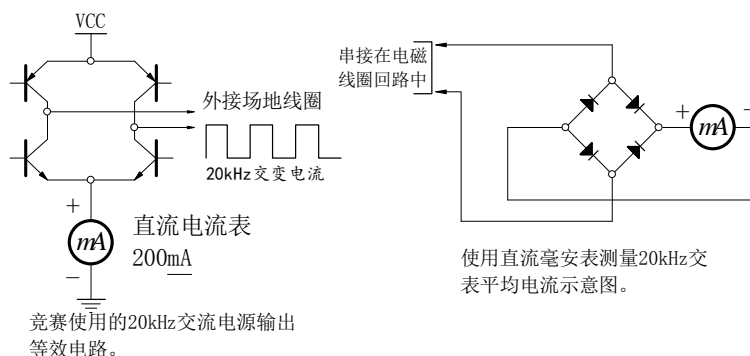 VCC
外接场地线圈
20kHz交变电流
+
mA
−
直流电流表
200mA
竞赛使用的20kHz交流电源输出
等效电路。
串接在电磁
线圈回路中
+
mA
−
使用直流毫安表测量20kHz交
表平均电流示意图。